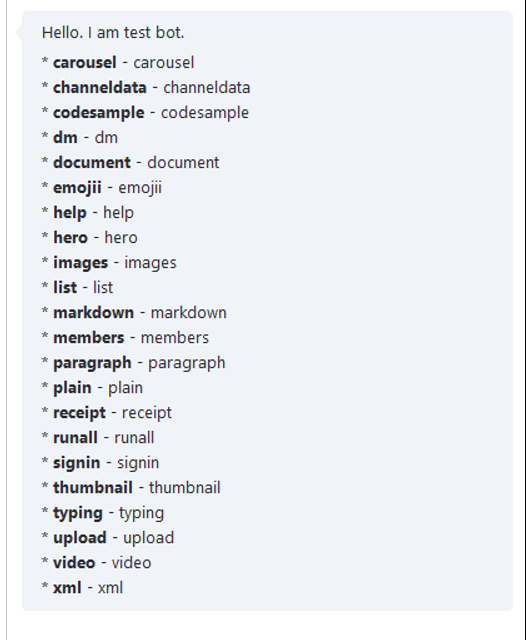 Hello. I am test bot.
* carousel - carousel
* channeldata - channeldata
* codesample - codesample
* dm - dm
* document - document
* emojii - emojii
* help - help
* hero - hero
* images - images
* list - list
* markdown - markdown
* members - members
* paragraph - paragraph
* plain - plain
* receipt - receipt
* runall - runall
* signin - signin
* thumbnail - thumbnail
* typing - typing
* upload - upload
* video - video
* xml - xml